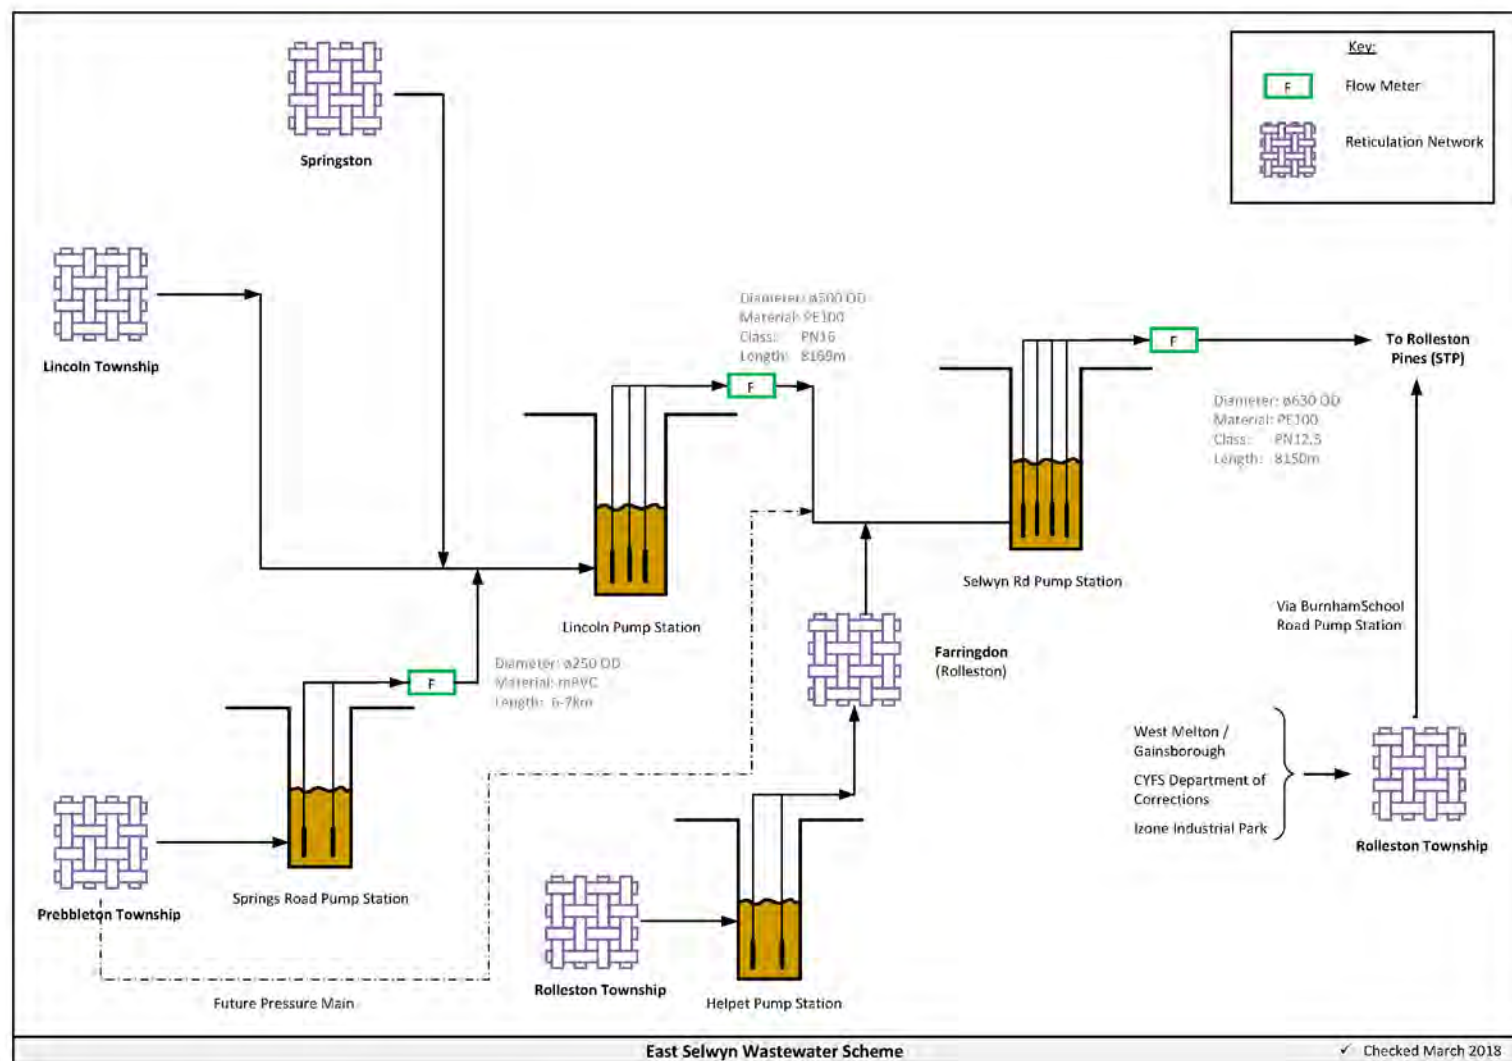 Key:
F
Flow Meter
Reticulation Network
Springston
Lincoln Township
Diameter: ø500 OD
Material: PE100
Class: PN16
Length: 8169m
F
F
To Rolleston
Pines (STP)
Diameter: ø630 OD
Material: PE100
Class: PN12.5
Length: 8150m
Selwyn Rd Pump Station
Lincoln Pump Station
Via BurnhamSchool
Road Pump Station
Farringdon
(Rolleston)
F
Diameter: ø250 OD
Material: mPVC
Length: 6-7km
West Melton /
Gainsborough
CYFS Department of
Corrections
Izone Industrial Park
Rolleston Township
Springs Road Pump Station
Prebbleton Township
Rolleston Township
Helpet Pump Station
Future Pressure Main
East Selwyn Wastewater Scheme
✓ Checked March 2018